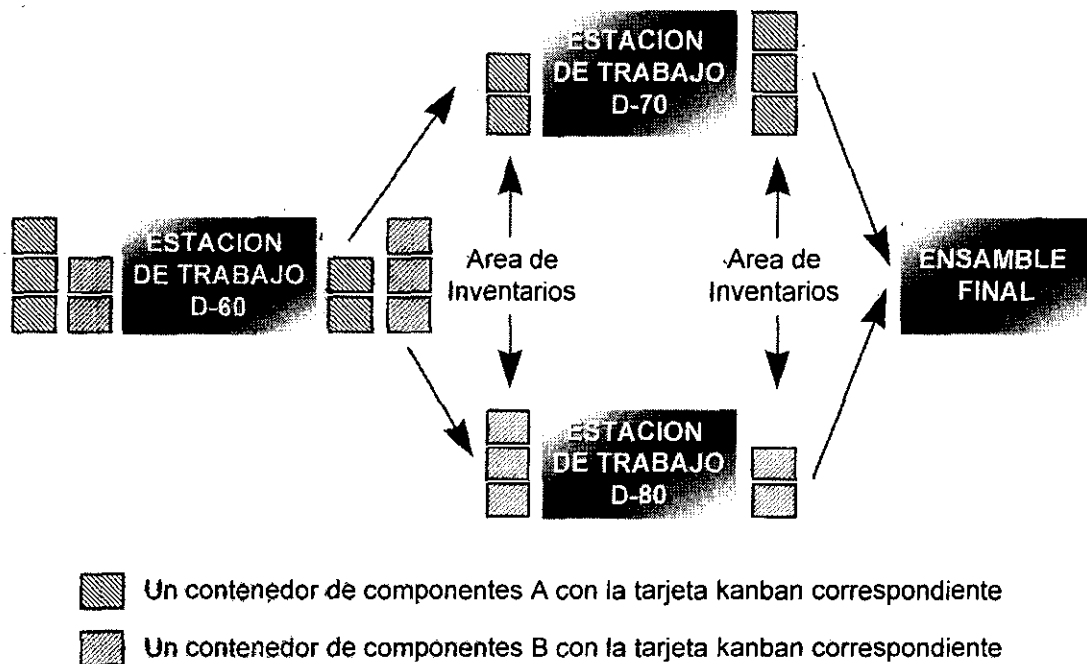 ESTACION
DE TRABAJO
D-70
ESTACION
DE TRABAJO
D-60
Area de
Inventarios
Area de
Inventarios
ENSAMBLE
FINAL
ESTACION
DE TRABAJO
D-80
Un contenedor de componentes A con la tarjeta kanban correspondiente
Un contenedor de componentes B con la tarjeta kanban correspondiente